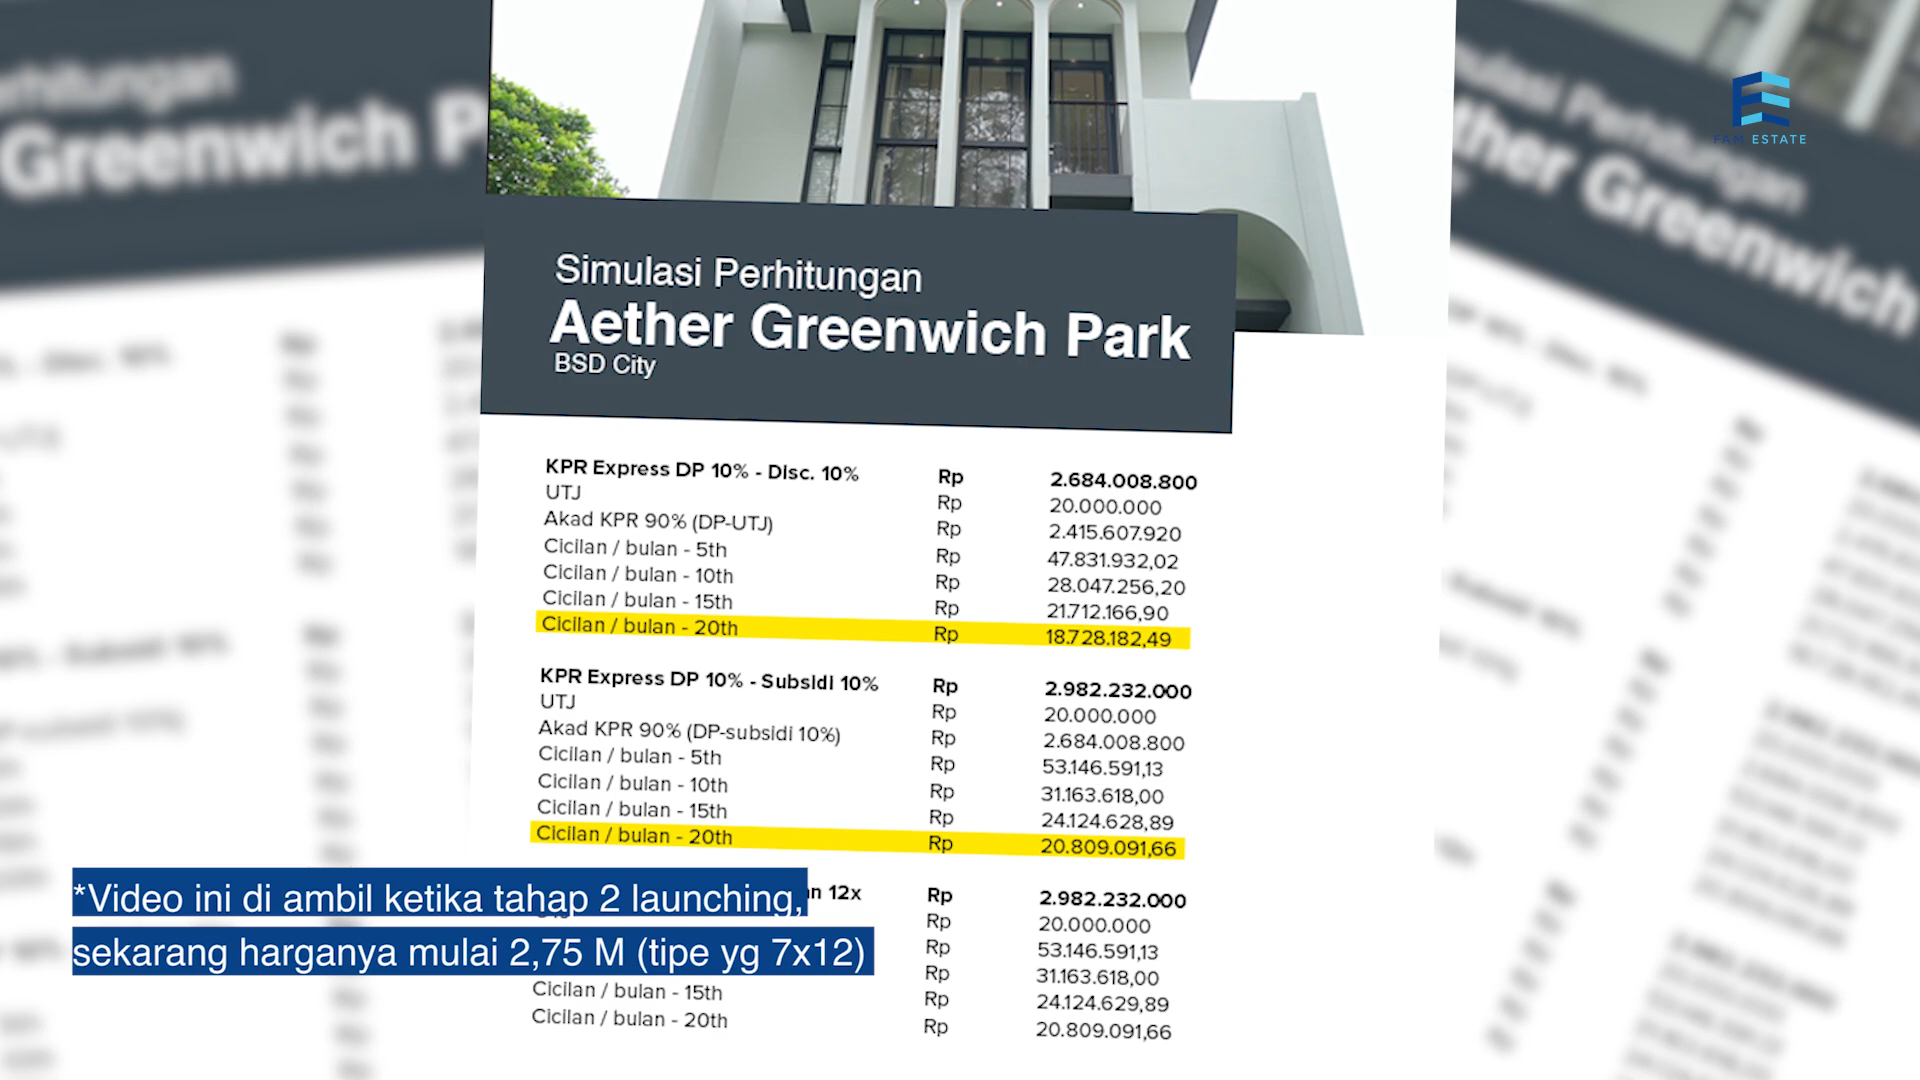 FAM ESTATE
Simulasi Perhitungan
Aether Greenwich Park
BSD City
KPR Express DP 10% - Disc. 10% Rp 2.684.008.800
UTJ Rp 20.000.000
Akad KPR 90% (DP-UTJ) Rp 2.415.607.920
Cicilan / bulan - 5th Rp 47.831.932,02
Cicilan / bulan - 10th Rp 28.047.256,20
Cicilan / bulan - 15th Rp 21.712.166,90
Cicilan / bulan - 20th Rp 18.728.182,49
KPR Express DP 10% - Subsidi 10% Rp 2.982.232.000
UTJ Rp 20.000.000
Akad KPR 90% (DP-subsidi 10%) Rp 2.684.008.800
Cicilan / bulan - 5th Rp 53.146.591,13
Cicilan / bulan - 10th Rp 31.163.618,00
Cicilan / bulan - 15th Rp 24.124.628,89
Cicilan / bulan - 20th Rp 20.809.091,66
12x Rp 2.982.232.000
Rp 20.000.000
Rp 53.146.591,13
Rp 31.163.618,00
Cicilan / bulan - 15th Rp 24.124.629,89
Cicilan / bulan - 20th Rp 20.809.091,66
*Video ini di ambil ketika tahap 2 launching,
sekarang harganya mulai 2,75 M (tipe yg 7x12)
Perhitungan
Greenwich P
Simulasi Perhitungan
ther Greenwich